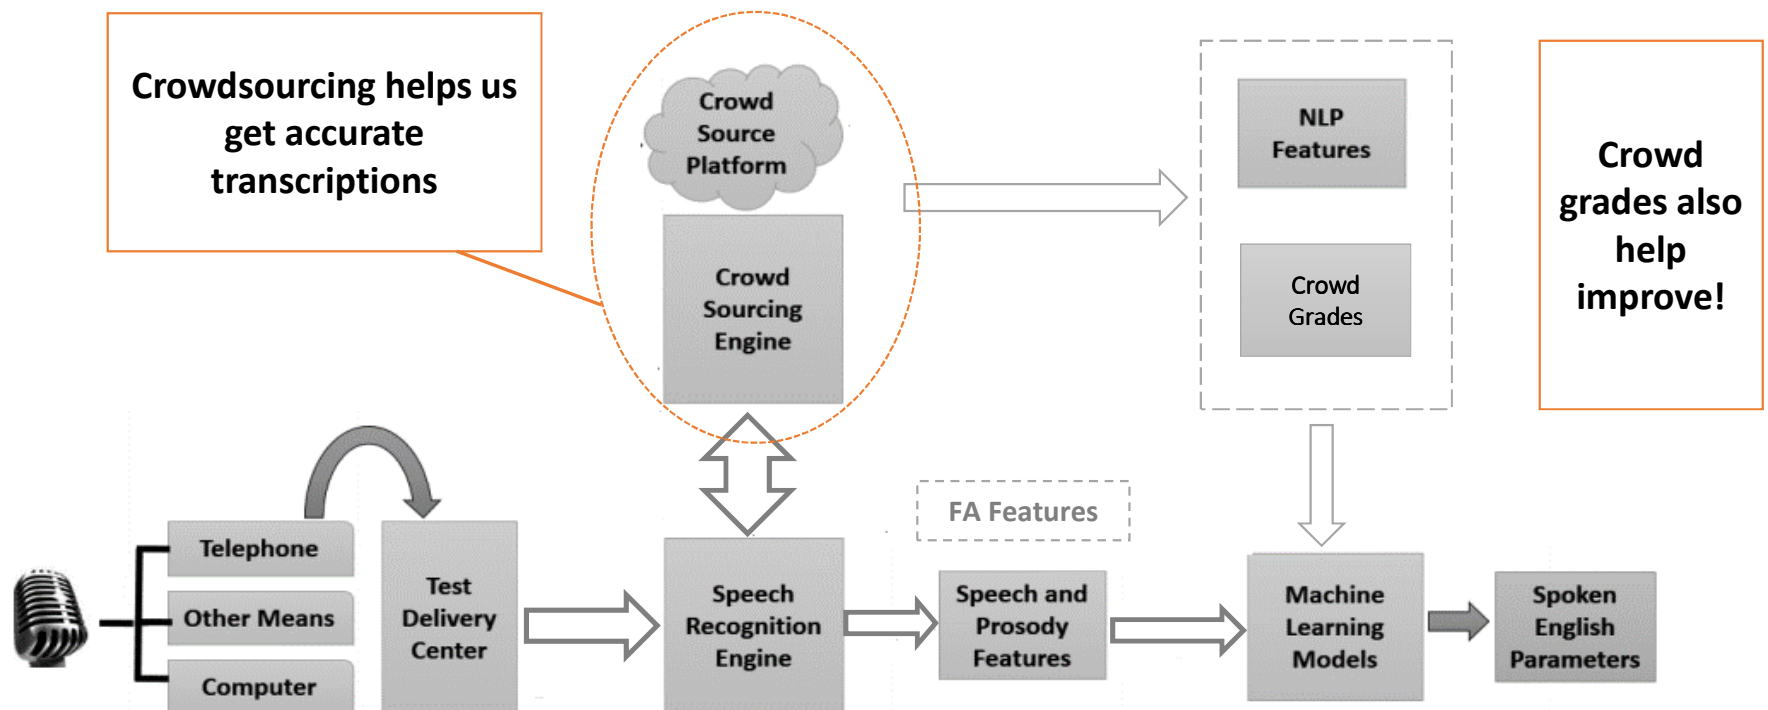 Crowdsourcing helps us
get accurate
transcriptions
Crowd
Source
Platform
Crowd
Sourcing
Engine
NLP
Features
Crowd
Grades
Crowd
grades also
help
improve!
FA Features
Telephone
Other Means
Computer
Test
Delivery
Center
Speech
Recognition
Engine
Speech and
Prosody
Features
Machine
Learning
Models
Spoken
English
Parameters